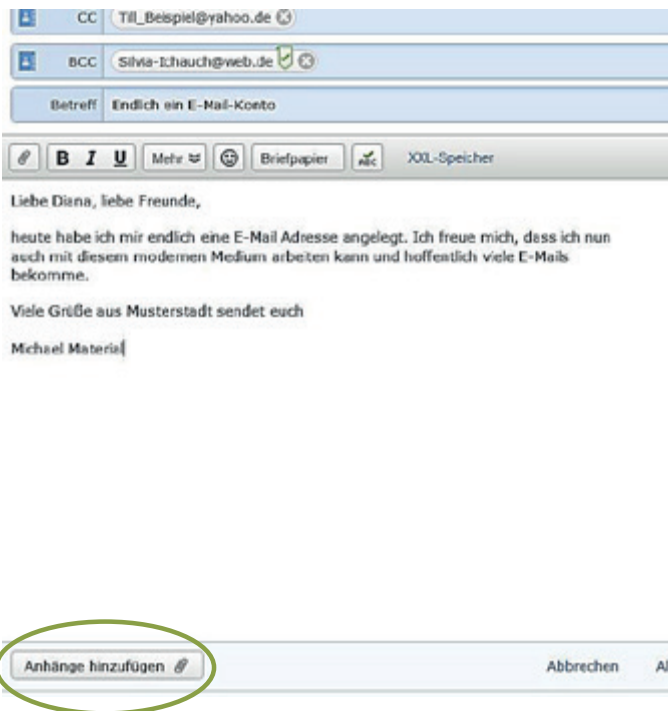 CC Till_Beispiel@yahoo.de
BCC Silvia-Ichauch@web.de
Betreff Endlich ein E-Mail-Konto
B I U Mehr Briefpapier ABC XXL-Speicher
Liebe Diana, liebe Freunde,
heute habe ich mir endlich eine E-Mail Adresse angelegt. Ich freue mich, dass ich nun
auch mit diesem modernen Medium arbeiten kann und hoffentlich viele E-Mails
bekomme.
Viele Grüße aus Musterstadt sendet euch
Michael Material
Anhänge hinzufügen Abbrechen